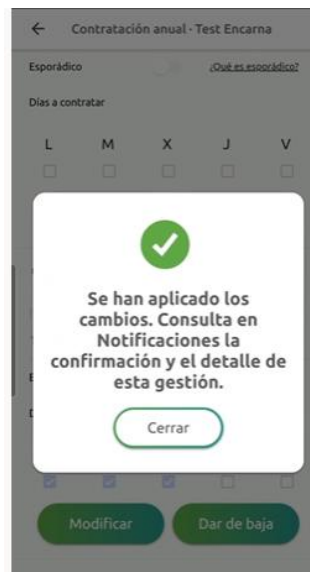 Contratación anual - Test Encarna
Esporádico ¿Qué es esporádico?
Días a contratar
L M X J V
Se han aplicado los
cambios. Consulta en
Notificaciones la
confirmación y el detalle de
esta gestión.
Cerrar
Modificar Dar de baja